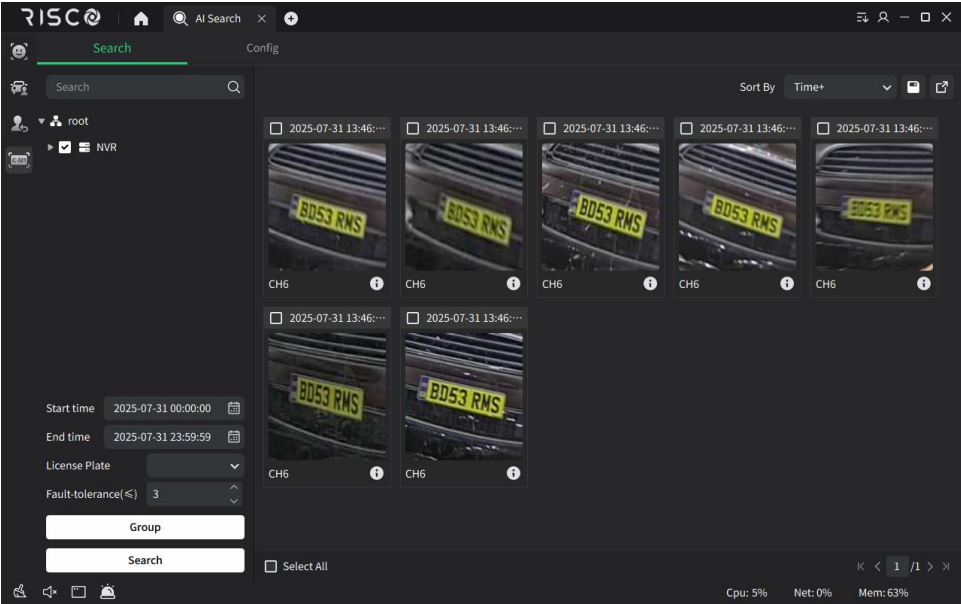 RISCO
AI Search
Search
Config
Search
Sort By
Time+
root
NVR
2025-07-31 13:46:…
2025-07-31 13:46:…
2025-07-31 13:46:…
2025-07-31 13:46:…
2025-07-31 13:46:…
BD53 RMS
BD53 RMS
BD53 RMS
BD53 RMS
BD53 RMS
CH6
CH6
CH6
CH6
CH6
2025-07-31 13:46:…
2025-07-31 13:46:…
BD53 RMS
BD53 RMS
CH6
CH6
Start time 2025-07-31 00:00:00
End time 2025-07-31 23:59:59
License Plate
Fault-tolerance(≤) 3
Group
Search
Select All
1 /1
Cpu: 5% Net: 0% Mem: 63%